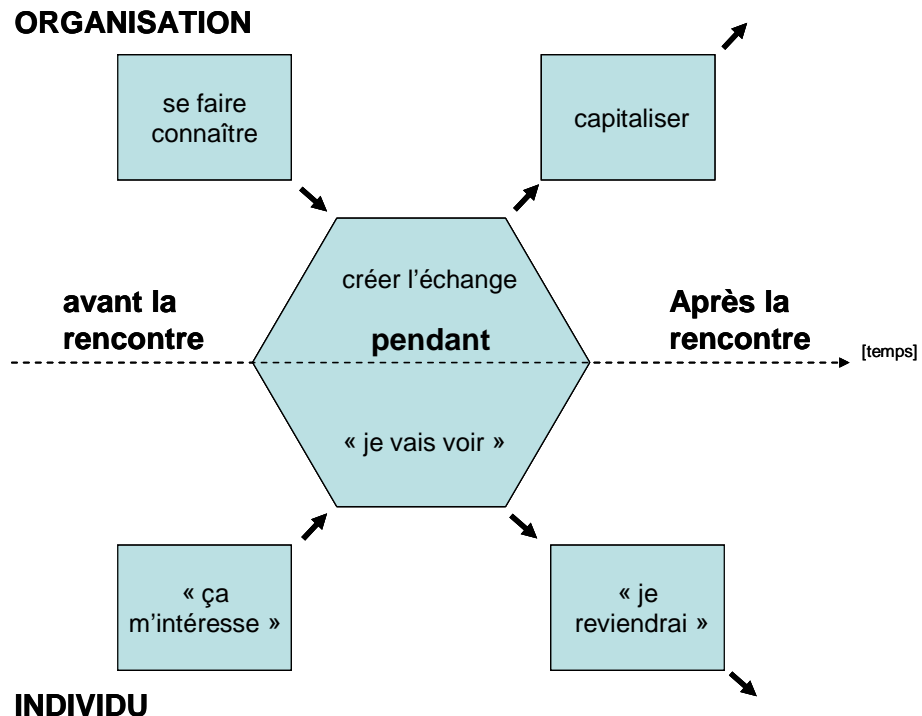 ORGANISATION
se faire
connaître
capitaliser
créer l’échange
avant la
rencontre
pendant
Après la
rencontre
[temps]
« je vais voir »
« ça
m’intéresse »
« je
reviendrai »
INDIVIDU